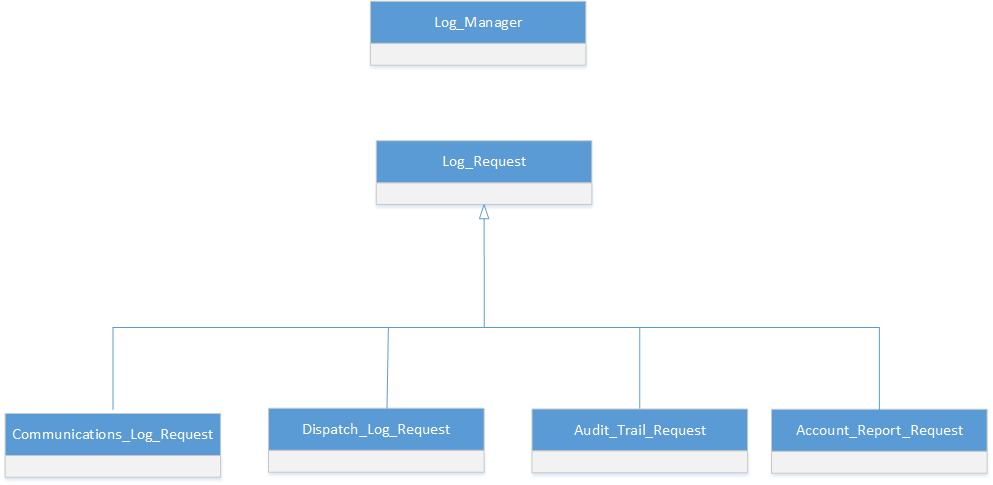 Log_Manager
Log_Request
Communications_Log_Request
Dispatch_Log_Request
Audit_Trail_Request
Account_Report_Request